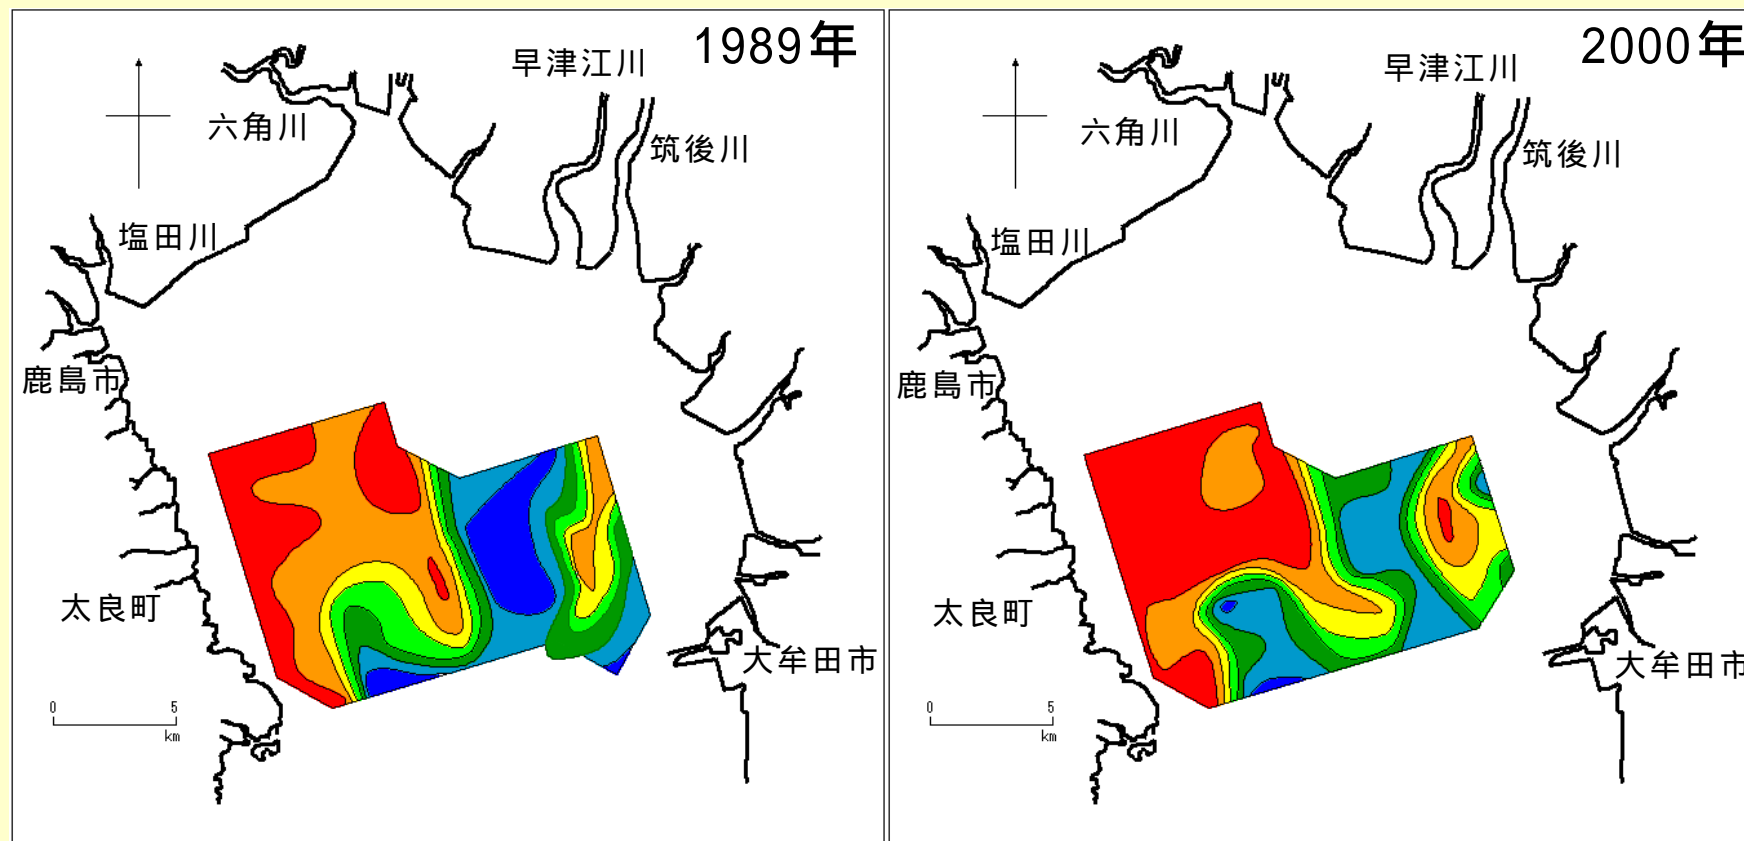 1989年
早津江川
六角川
筑後川
塩田川
鹿島市
太良町
大牟田市
0 5
km
2000年
早津江川
六角川
筑後川
塩田川
鹿島市
太良町
大牟田市
0 5
km